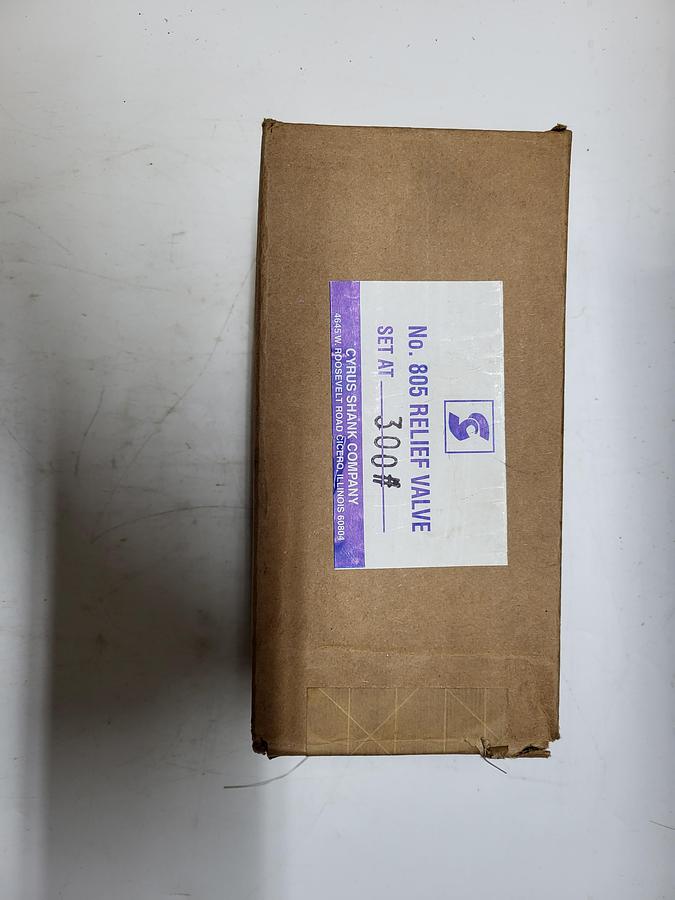 No. 805 RELIEF VALVE
SET AT 300#
CYRUS SHANK COMPANY
4645 W. ROOSEVELT ROAD CICERO, ILLINOIS 60804